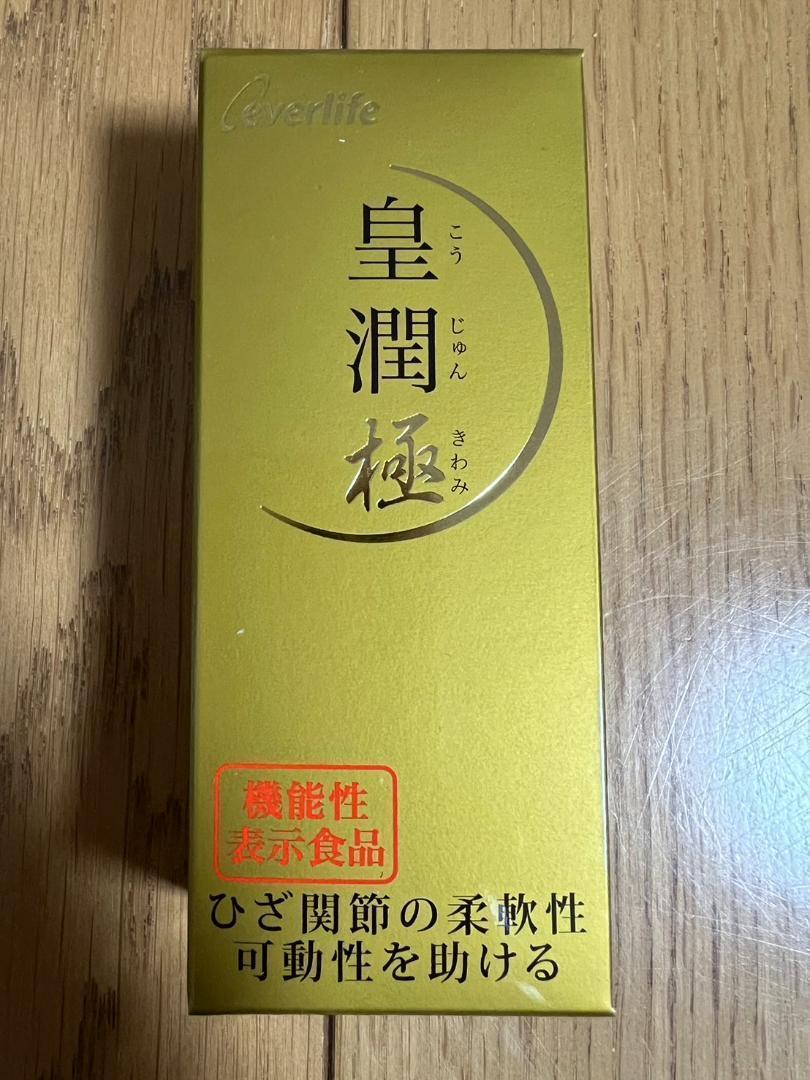 everlife
皇潤極
こうじゅんきわみ
機能性
表示食品
ひざ関節の柔軟性
可動性を助ける